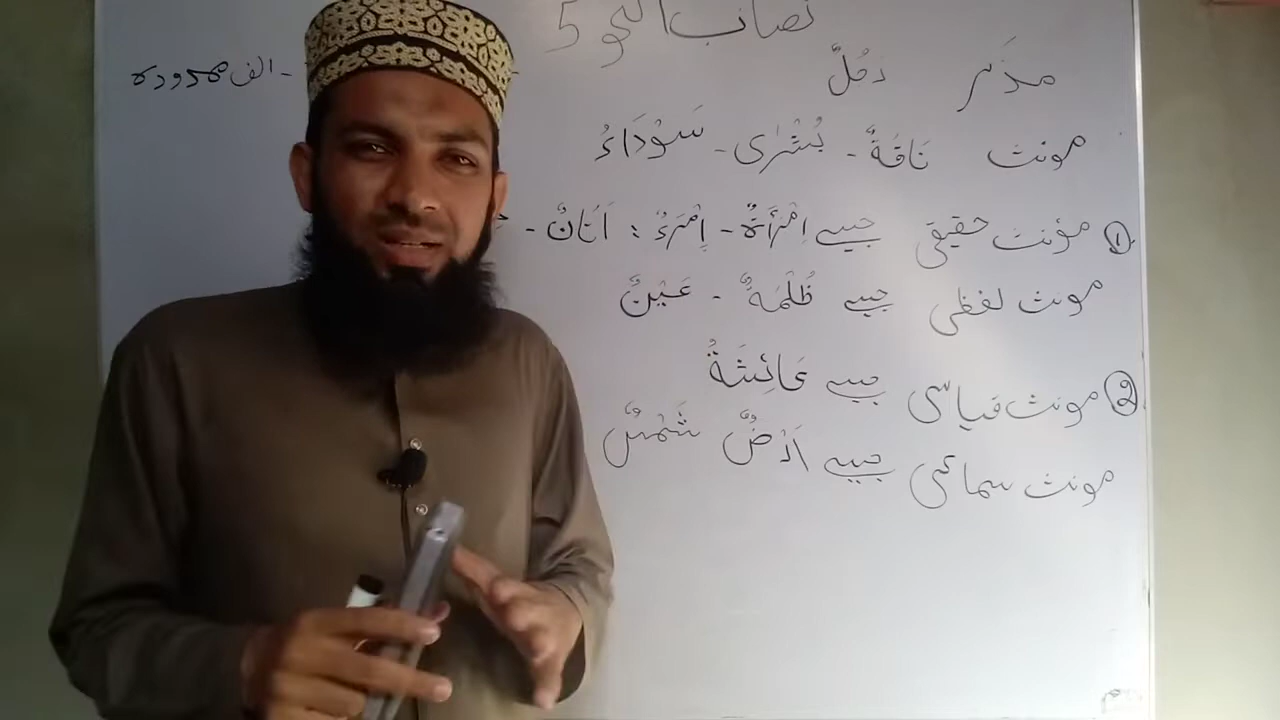 نصاب النحو 5
مذکر رَجُلٌ - الف ممدودہ
مونث نَاقَةٌ - بُشْرٰی - سَوْدَاءُ
① مؤنث حقیقی جیسے اِمْرَأَةٌ - اِمْرَءٌ : اَتَانٌ -
مونث لفظی جیسے ظُلْمَةٌ - عَيْنٌ
② مونث قیاسی جیسے عَائِشَةُ
مونث سماعی جیسے اَرْضٌ شَمْسٌ